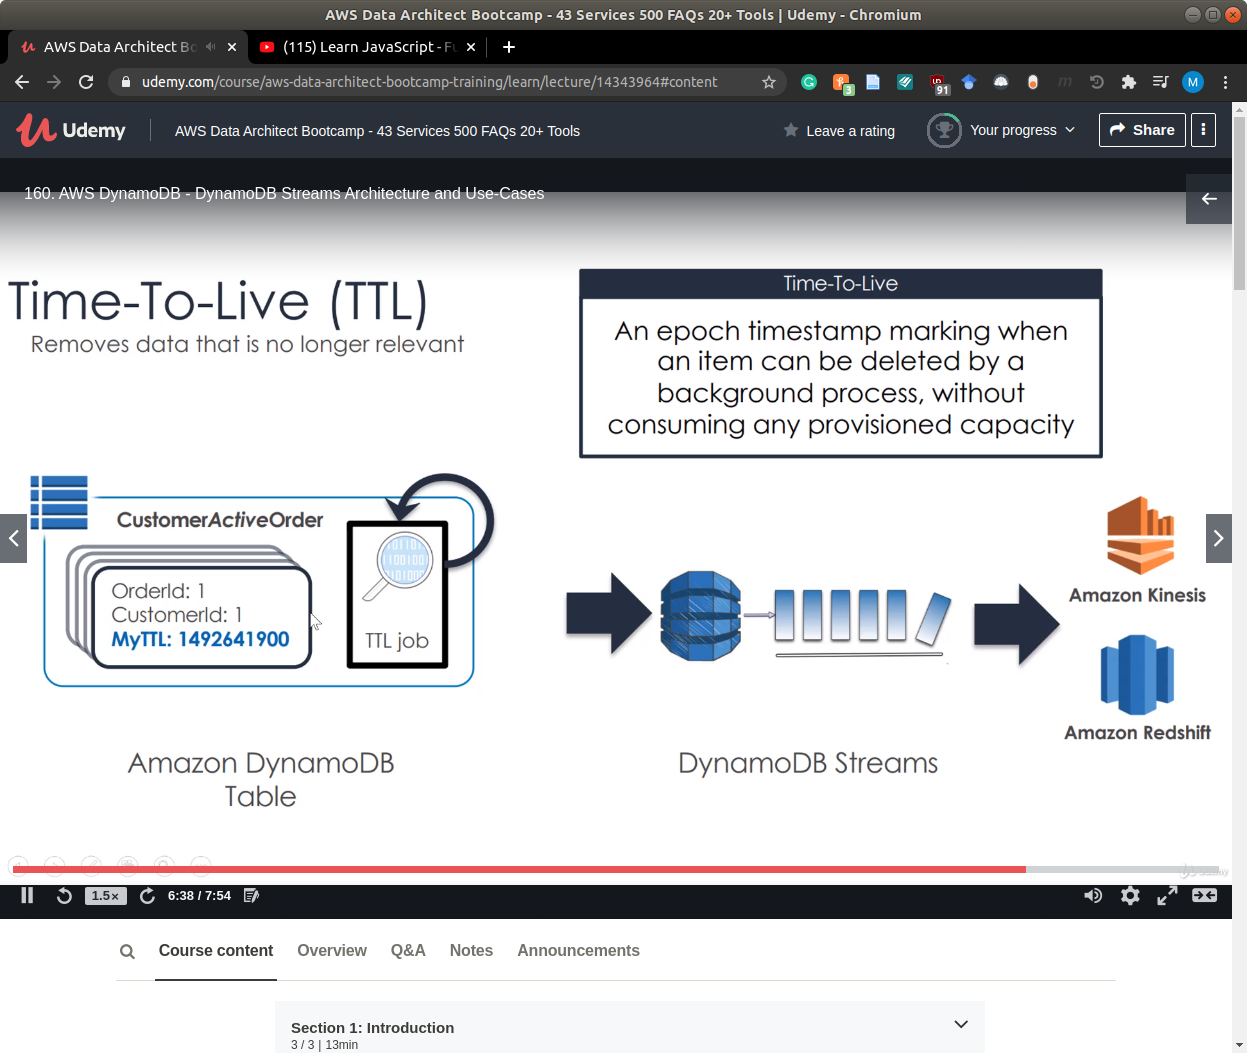 AWS Data Architect Bootcamp - 43 Services 500 FAQs 20+ Tools | Udemy - Chromium
AWS Data Architect Bo
(115) Learn JavaScript - Fu
udemy.com/course/aws-data-architect-bootcamp-training/learn/lecture/14343964#content
3
91
M
Udemy
AWS Data Architect Bootcamp - 43 Services 500 FAQs 20+ Tools
Leave a rating
Your progress
Share
160. AWS DynamoDB - DynamoDB Streams Architecture and Use-Cases
Time-To-Live (TTL)
Removes data that is no longer relevant
Time-To-Live
An epoch timestamp marking when
an item can be deleted by a
background process, without
consuming any provisioned capacity
CustomerActiveOrder
OrderId: 1
CustomerId: 1
MyTTL: 1492641900
TTL job
Amazon Kinesis
Amazon Redshift
Amazon DynamoDB
Table
DynamoDB Streams
1.5×
6:38 / 7:54
Course content
Overview
Q&A
Notes
Announcements
Section 1: Introduction
3 / 3 | 13min